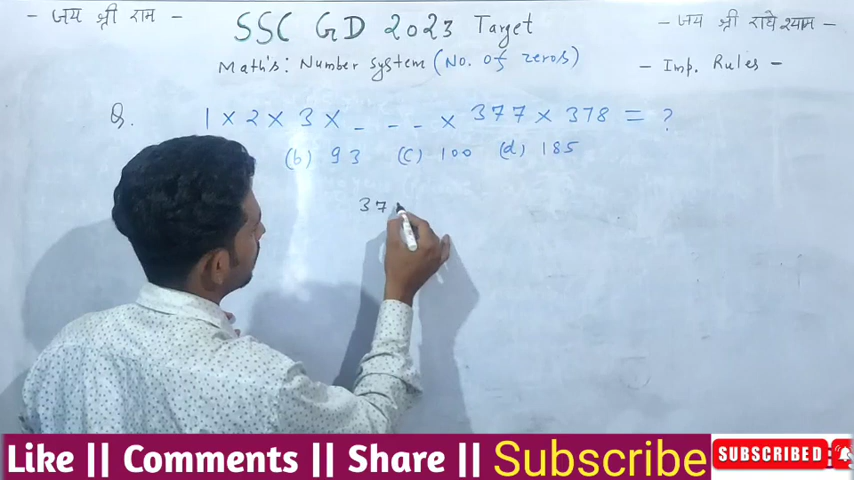 - जय श्री राम -
SSC GD 2023 Target
- जय श्री राधे श्याम -
Math's: Number system (No. of zeros)
- Imp. Rules -
Q. 1 × 2 × 3 × - - - × 377 × 378 = ?
(b) 93 (c) 100 (d) 185
37
Like || Comments || Share || Subscribe
SUBSCRIBED